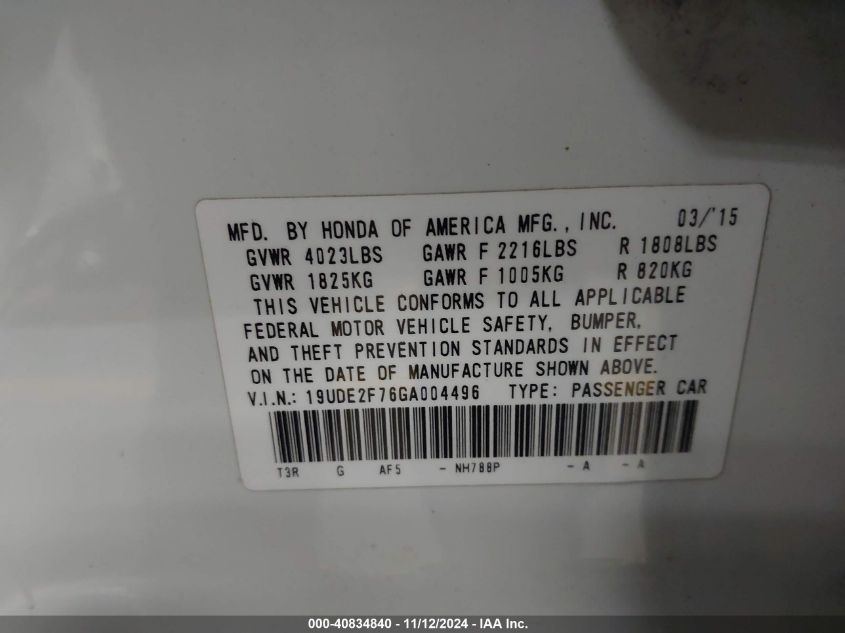 MFD. BY HONDA OF AMERICA MFG., INC. 03/'15
GVWR 4023LBS GAWR F 2216LBS R 1808LBS
GVWR 1825KG GAWR F 1005KG R 820KG
THIS VEHICLE CONFORMS TO ALL APPLICABLE
FEDERAL MOTOR VEHICLE SAFETY, BUMPER,
AND THEFT PREVENTION STANDARDS IN EFFECT
ON THE DATE OF MANUFACTURE SHOWN ABOVE.
V.I.N.: 19UDE2F76GA004496 TYPE: PASSENGER CAR
T3R G AF5 - NH788P - A - A
000-40834840 - 11/12/2024 - IAA Inc.